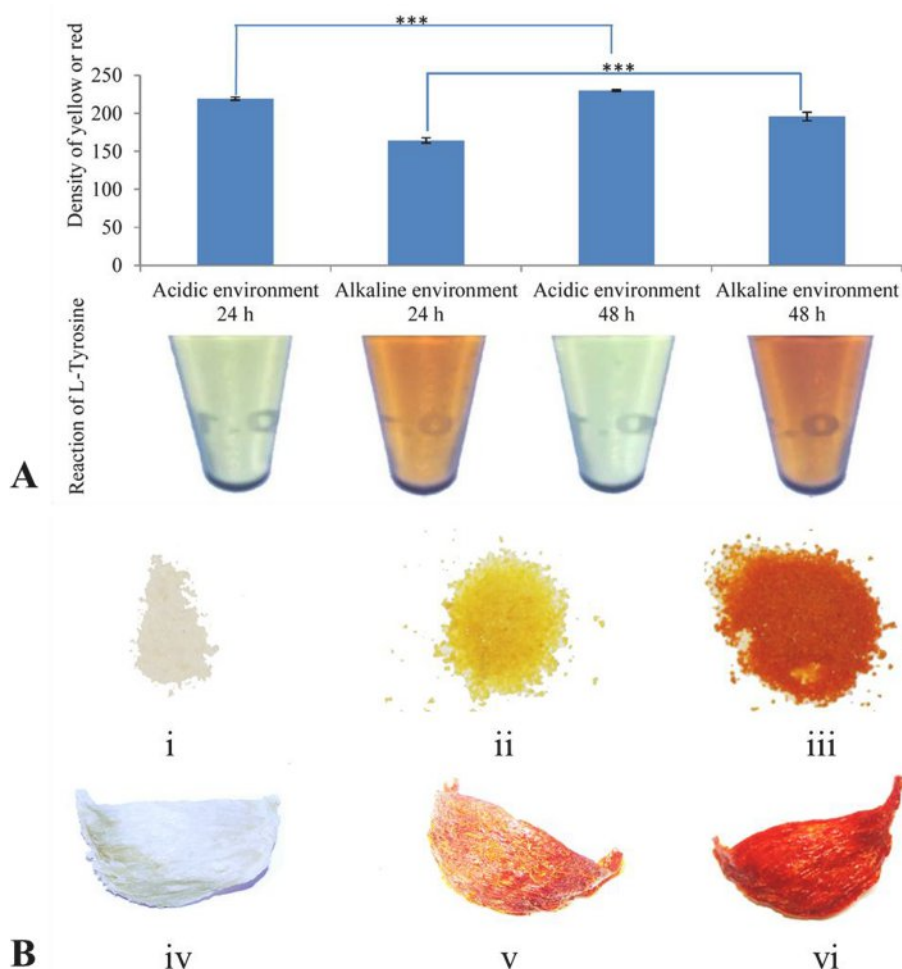 ***
***
Density of yellow or red
250
200
150
100
50
0
Acidic environment
24 h
Alkaline environment
24 h
Acidic environment
48 h
Alkaline environment
48 h
Reaction of L-Tyrosine
A
i
ii
iii
iv
v
vi
B